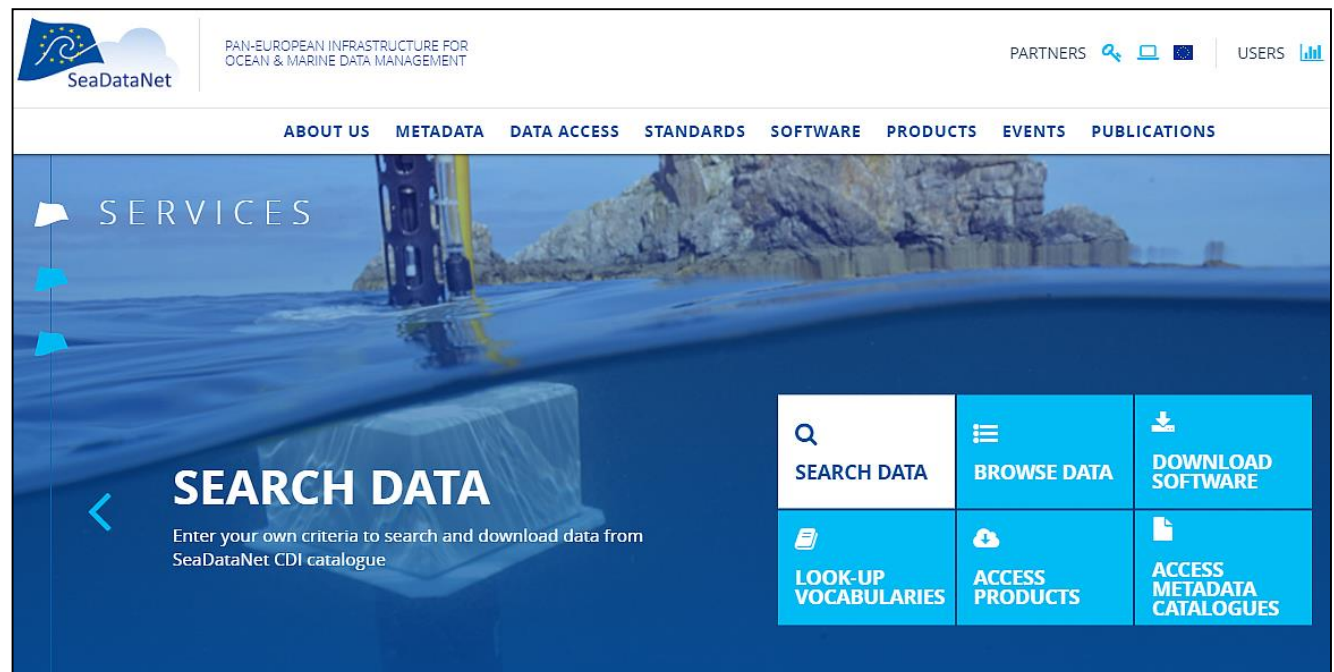 SeaDataNet
PAN-EUROPEAN INFRASTRUCTURE FOR
OCEAN & MARINE DATA MANAGEMENT
PARTNERS
USERS
ABOUT US METADATA DATA ACCESS STANDARDS SOFTWARE PRODUCTS EVENTS PUBLICATIONS
SERVICES
SEARCH DATA
Enter your own criteria to search and download data from
SeaDataNet CDI catalogue
SEARCH DATA
BROWSE DATA
DOWNLOAD
SOFTWARE
LOOK-UP
VOCABULARIES
ACCESS
PRODUCTS
ACCESS
METADATA
CATALOGUES